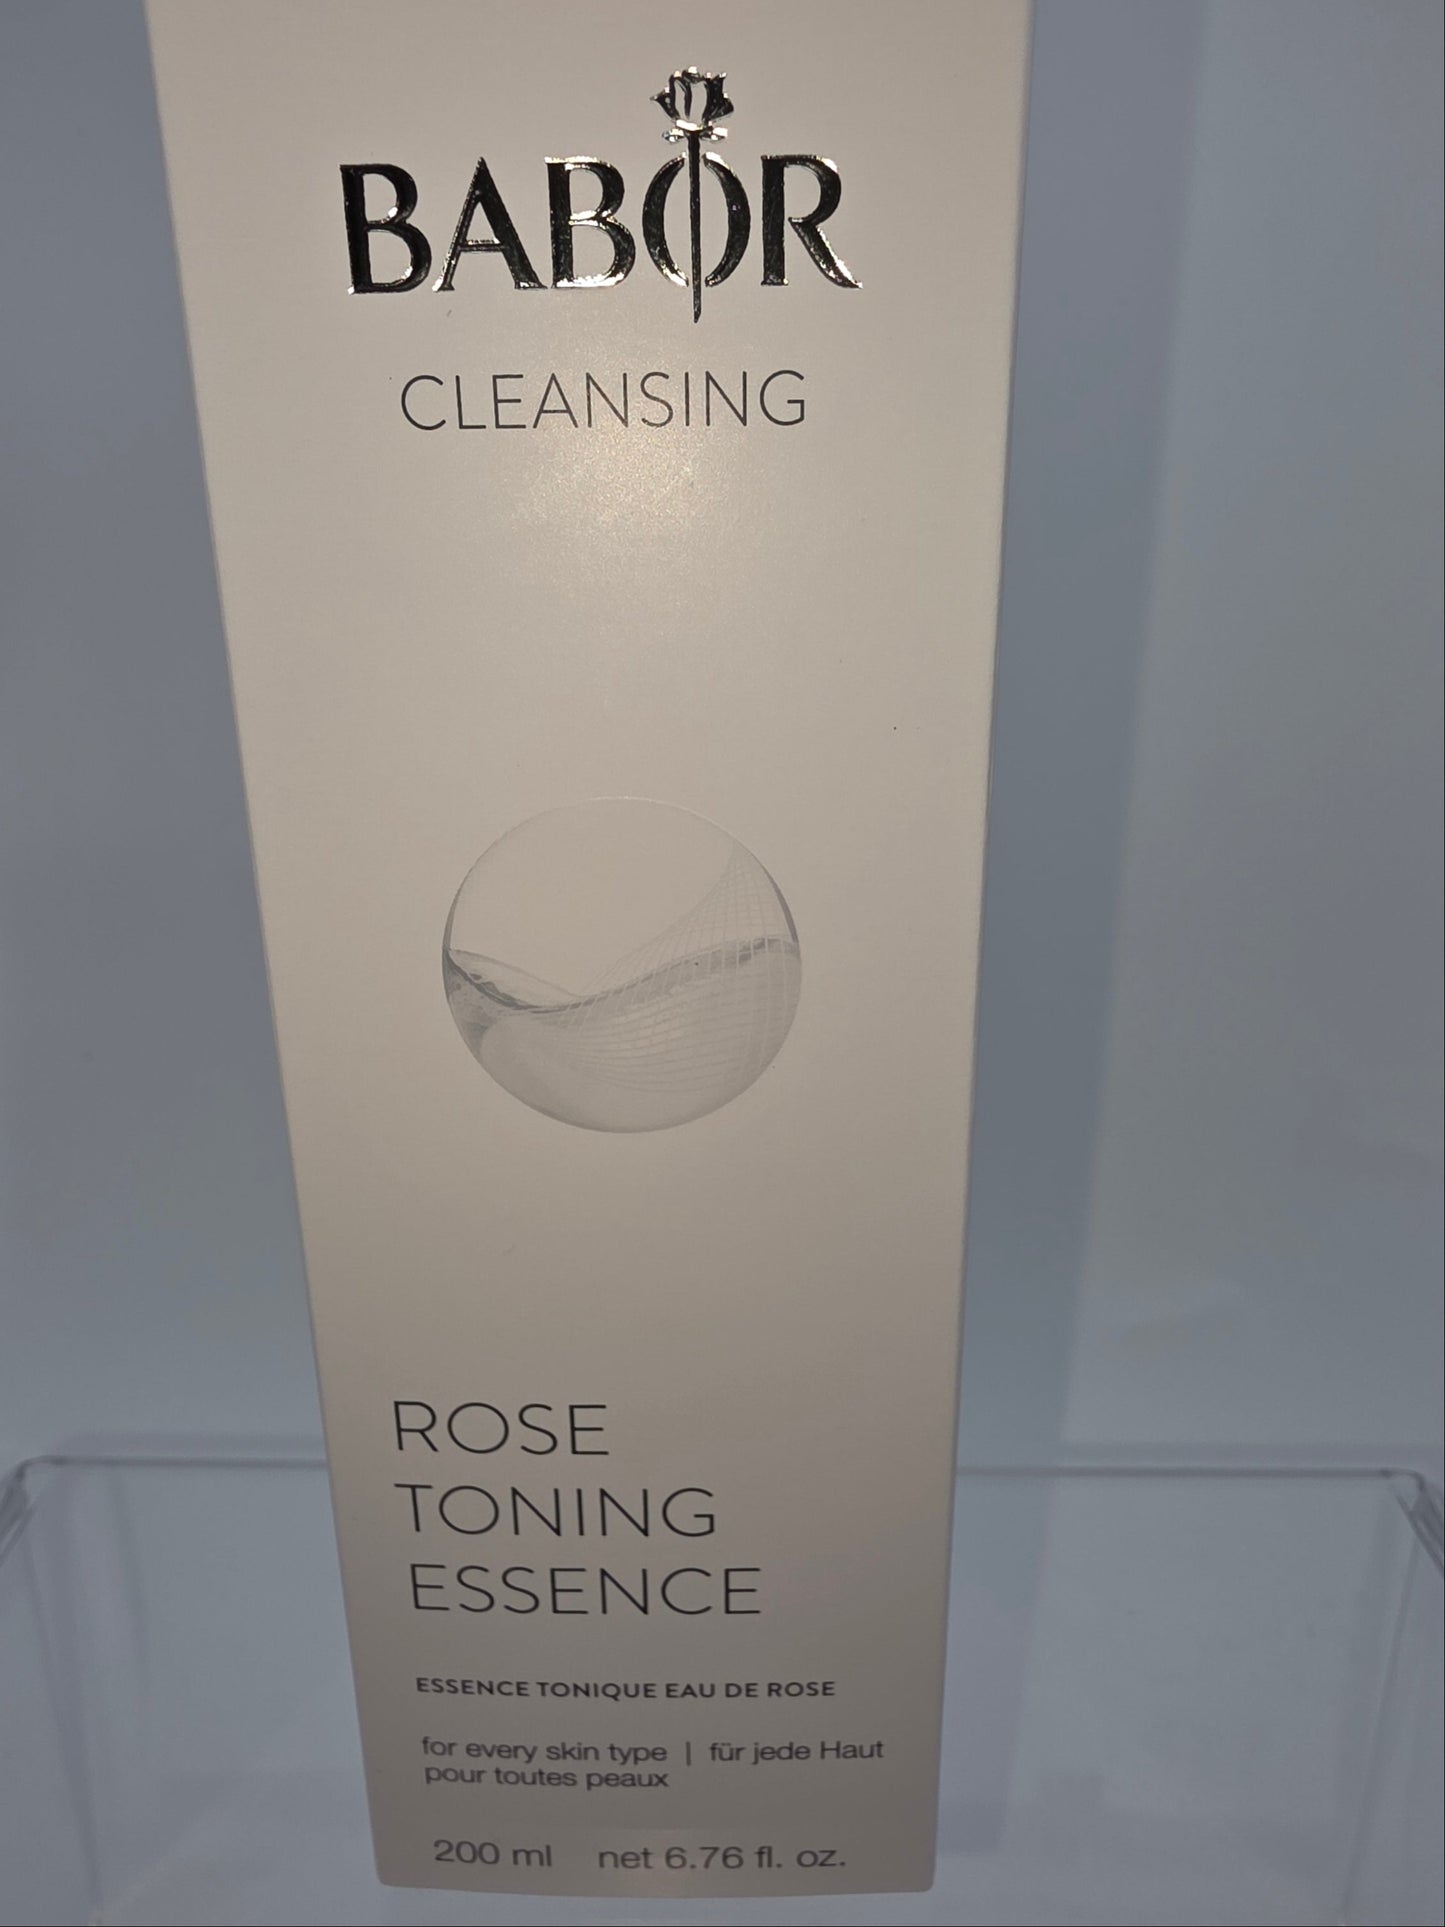 BABOR
CLEANSING
ROSE
TONING
ESSENCE
ESSENCE TONIQUE EAU DE ROSE
for every skin type | für jede Haut
pour toutes peaux
200 ml net 6.76 fl. oz.